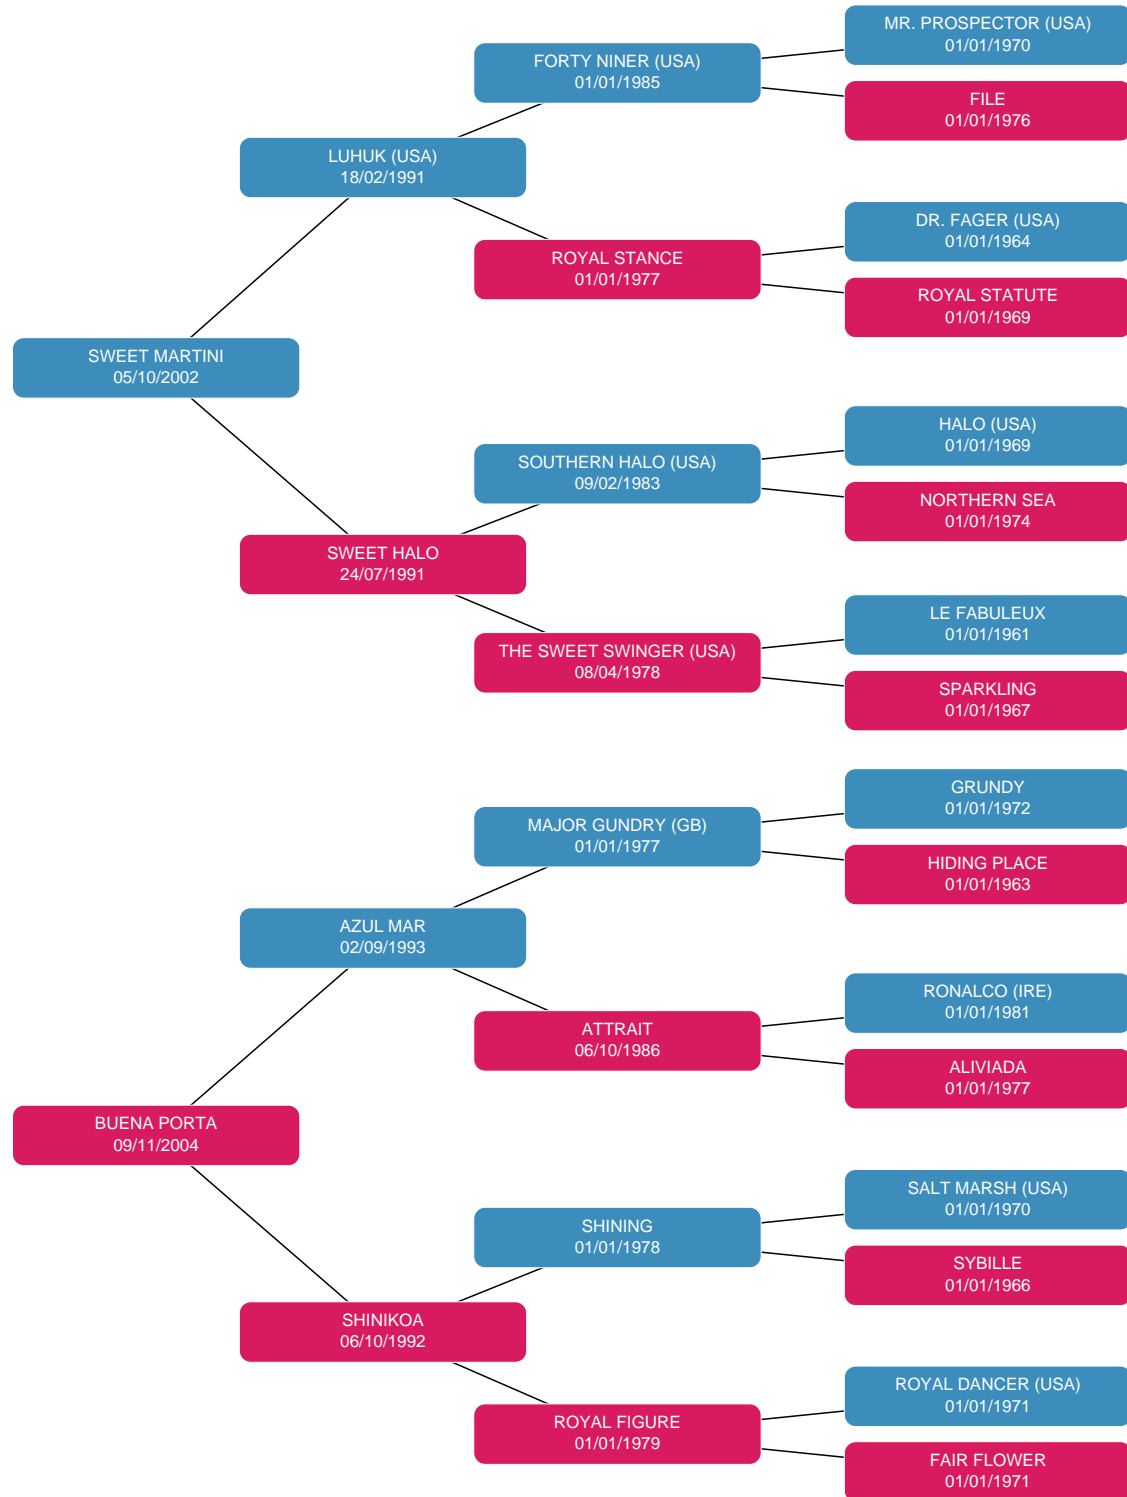 MR. PROSPECTOR (USA)
01/01/1970
FORTY NINER (USA)
01/01/1985
FILE
01/01/1976
LUHUK (USA)
18/02/1991
DR. FAGER (USA)
01/01/1964
ROYAL STANCE
01/01/1977
ROYAL STATUTE
01/01/1969
SWEET MARTINI
05/10/2002
HALO (USA)
01/01/1969
SOUTHERN HALO (USA)
09/02/1983
NORTHERN SEA
01/01/1974
SWEET HALO
24/07/1991
LE FABULEUX
01/01/1961
THE SWEET SWINGER (USA)
08/04/1978
SPARKLING
01/01/1967
GRUNDY
01/01/1972
MAJOR GUNDRY (GB)
01/01/1977
HIDING PLACE
01/01/1963
AZUL MAR
02/09/1993
RONALCO (IRE)
01/01/1981
ATTRAIT
06/10/1986
ALIVIADA
01/01/1977
BUENA PORTA
09/11/2004
SALT MARSH (USA)
01/01/1970
SHINING
01/01/1978
SYBILLE
01/01/1966
SHINIKOA
06/10/1992
ROYAL DANCER (USA)
01/01/1971
ROYAL FIGURE
01/01/1979
FAIR FLOWER
01/01/1971